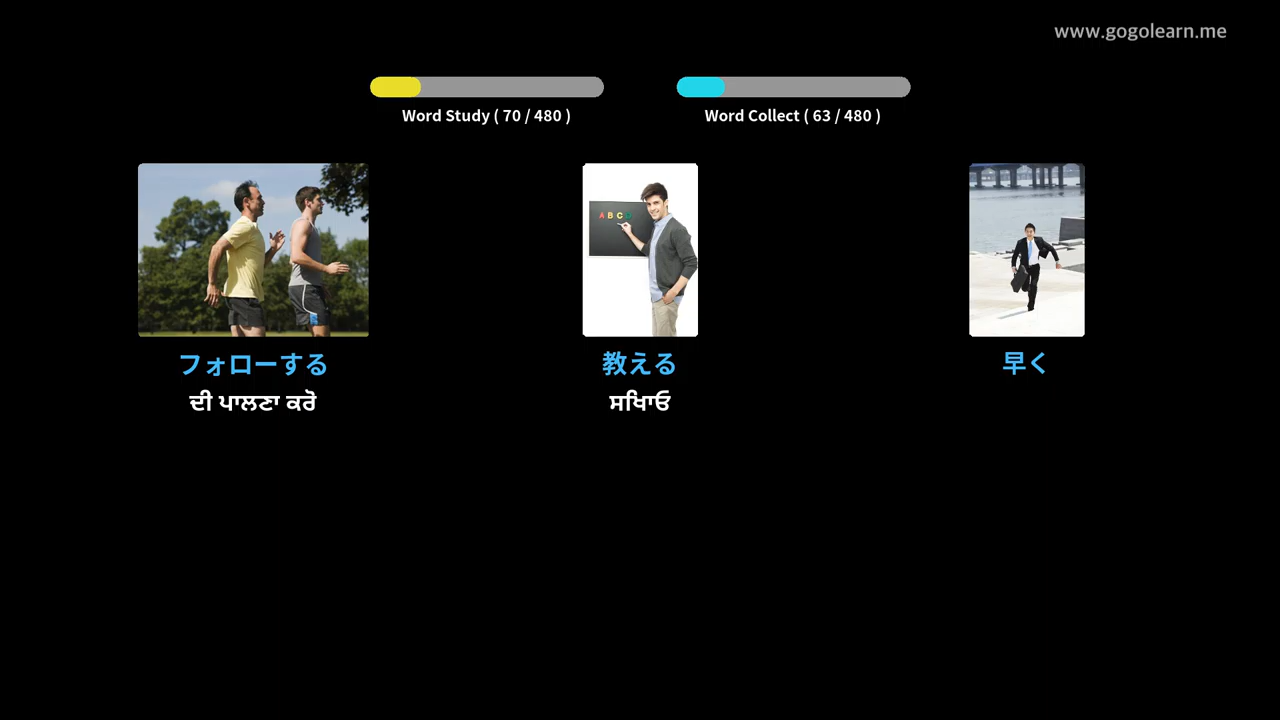 www.gogolearn.me
Word Study ( 70 / 480 )
Word Collect ( 63 / 480 )
A B C D
フォローする
教える
早く
ਦੀ ਪਾਲਣਾ ਕਰੋ
ਸਿਖਾਓ